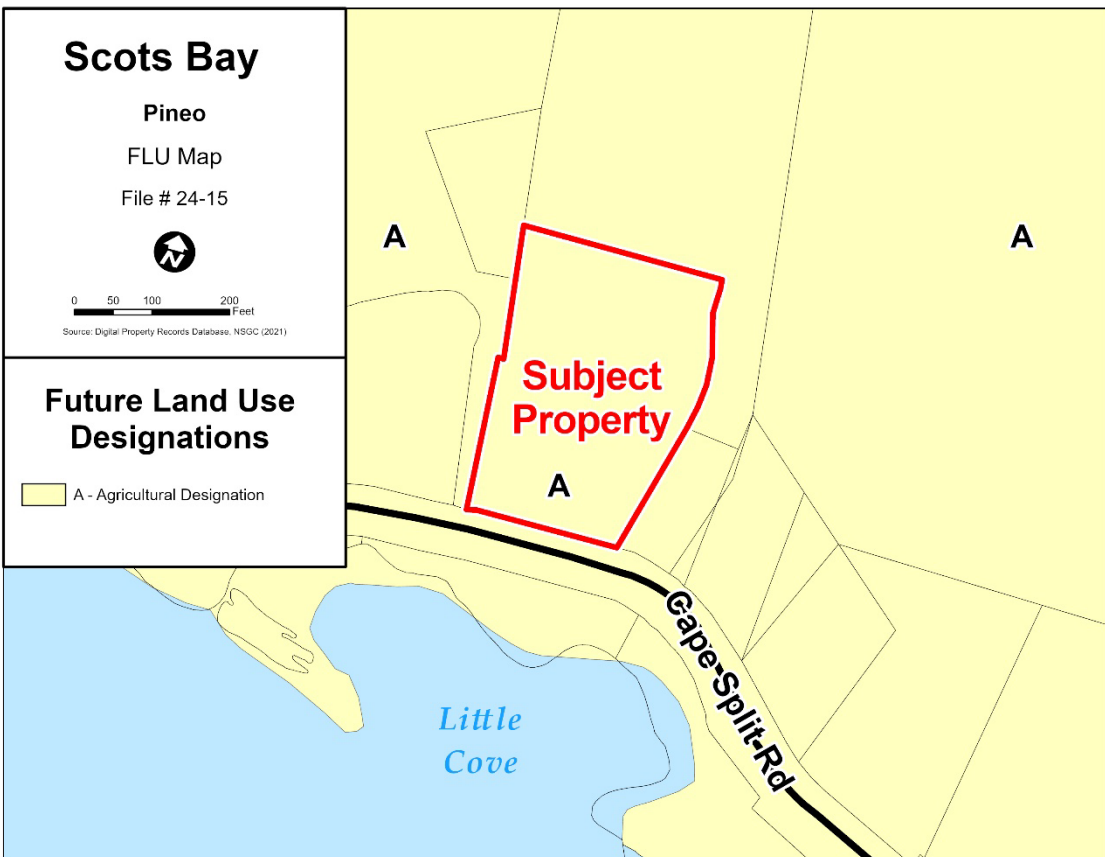 Scots Bay
Pineo
FLU Map
File # 24-15
N
0 50 100 200
Feet
Source: Digital Property Records Database, NSGC (2021)
Future Land Use
Designations
A - Agricultural Designation
A
A
Subject
Property
A
Cape Split Rd
Little
Cove